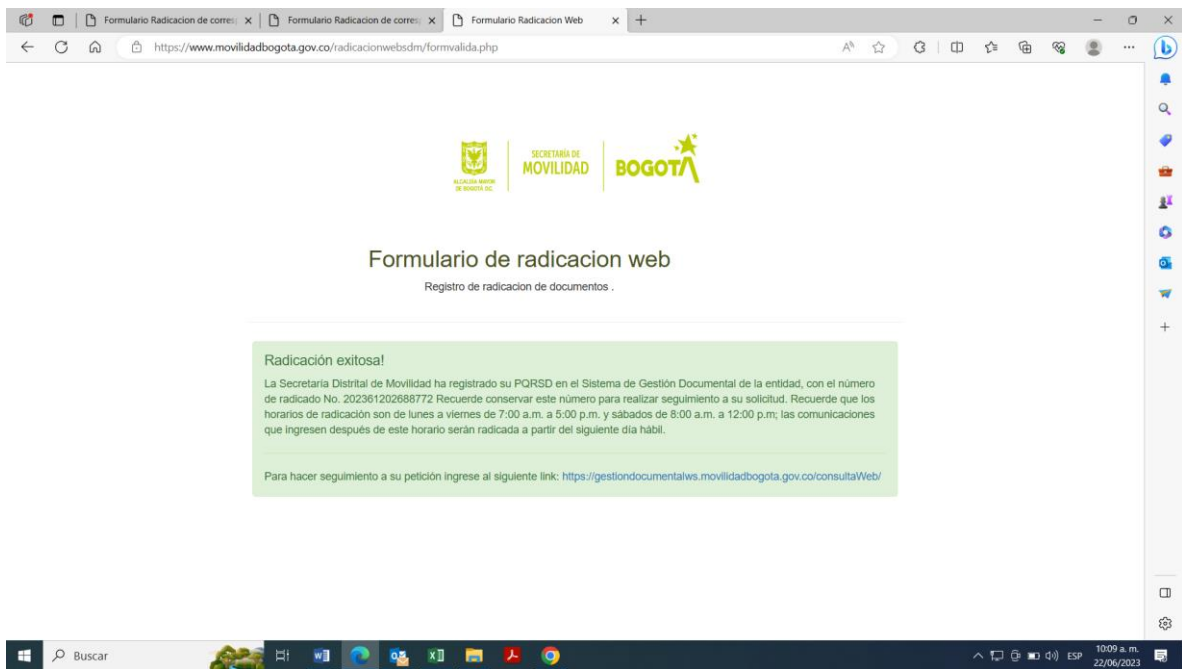 Formulario Radicacion de corres
Formulario Radicacion de corres
Formulario Radicacion Web
https://www.movilidadbogota.gov.co/radicacionwebsdm/formvalida.php
ALCALDÍA MAYOR
DE BOGOTÁ D.C.
SECRETARÍA DE
MOVILIDAD
BOGOTÁ
Formulario de radicacion web
Registro de radicacion de documentos .
Radicación exitosa!
La Secretaría Distrital de Movilidad ha registrado su PQRSD en el Sistema de Gestión Documental de la entidad, con el número
de radicado No. 202361202688772 Recuerde conservar este número para realizar seguimiento a su solicitud. Recuerde que los
horarios de radicación son de lunes a viernes de 7:00 a.m. a 5:00 p.m. y sábados de 8:00 a.m. a 12:00 p.m; las comunicaciones
que ingresen después de este horario serán radicada a partir del siguiente día hábil.
Para hacer seguimiento a su petición ingrese al siguiente link: https://gestiondocumentalws.movilidadbogota.gov.co/consultaWeb/
Buscar
ESP
10:09 a. m.
22/06/2023